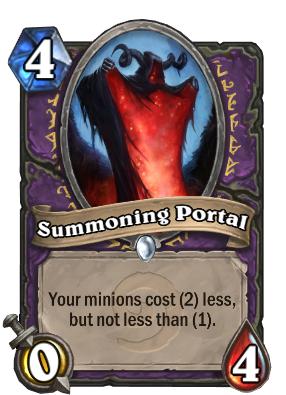 4
Summoning Portal
Your minions cost (2) less,
but not less than (1).
0
4